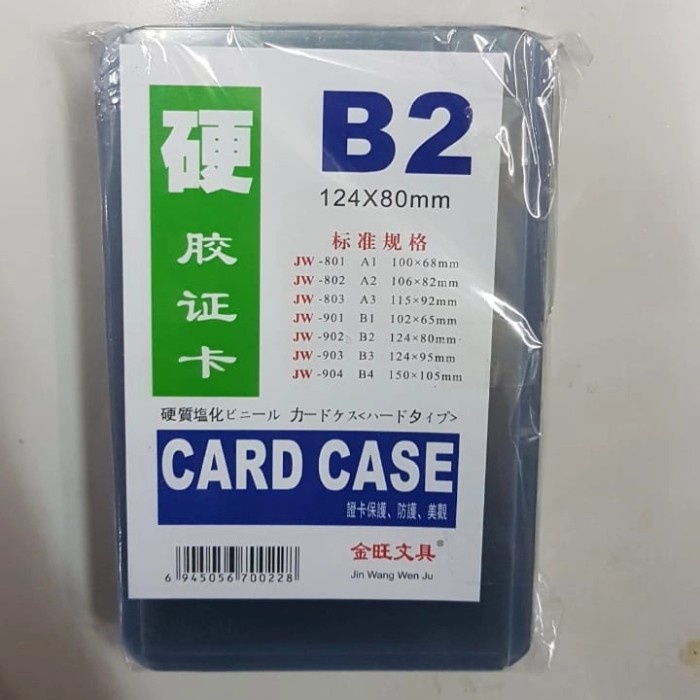 硬
胶
证
卡
B2
124X80mm
标准规格
JW-801 A1 100×68mm
JW-802 A2 106×82mm
JW-803 A3 115×92mm
JW-901 B1 102×65mm
JW-902 B2 124×80mm
JW-903 B3 124×95mm
JW-904 B4 150×105mm
硬質塩化ビニール カードケス<ハードタイプ>
CARD CASE
證卡保護、防護、美觀
6 945056 700228
金旺文具®
Jin Wang Wen Ju